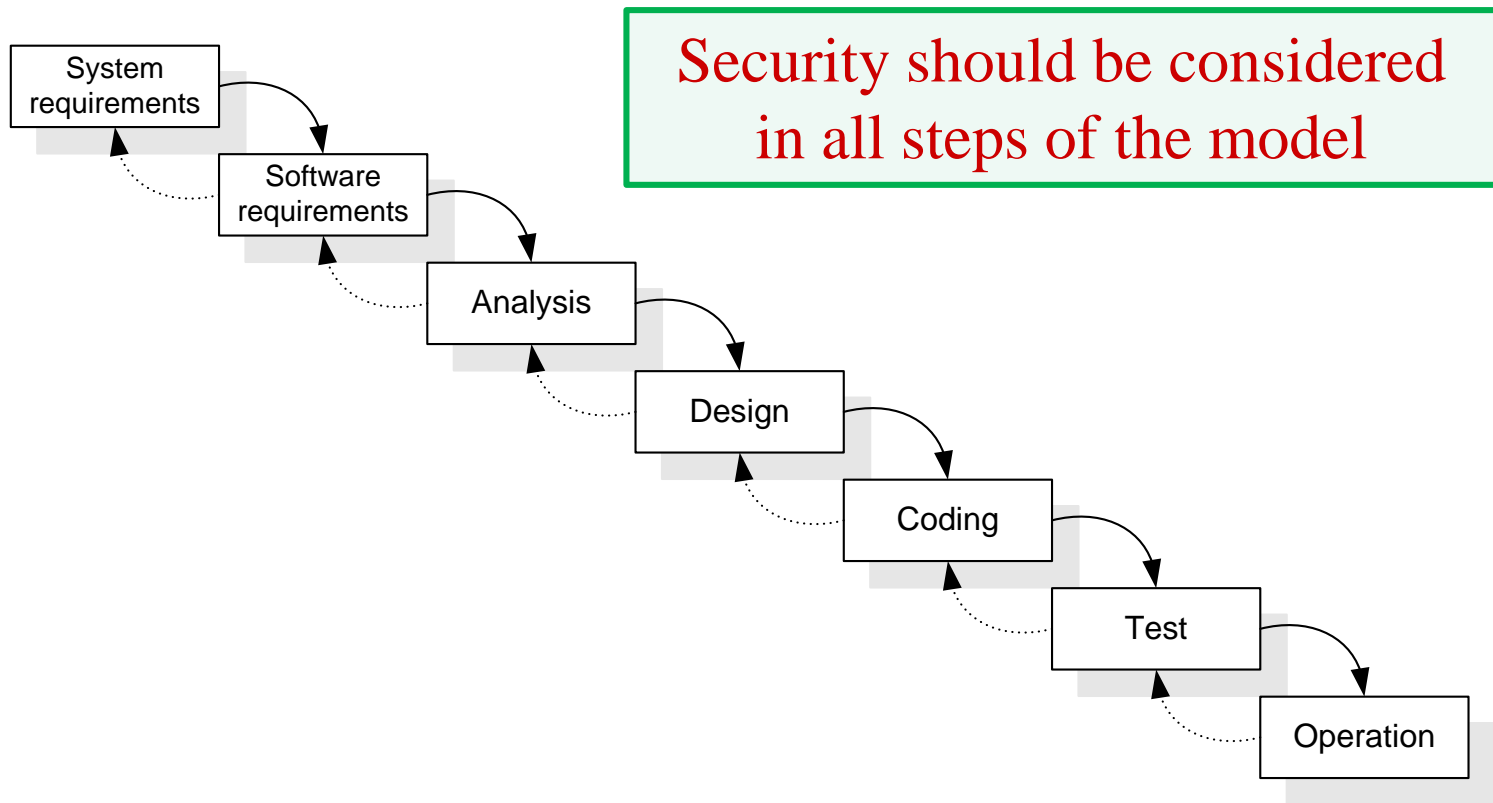 Security should be considered
in all steps of the model
System
requirements
Software
requirements
Analysis
Design
Coding
Test
Operation